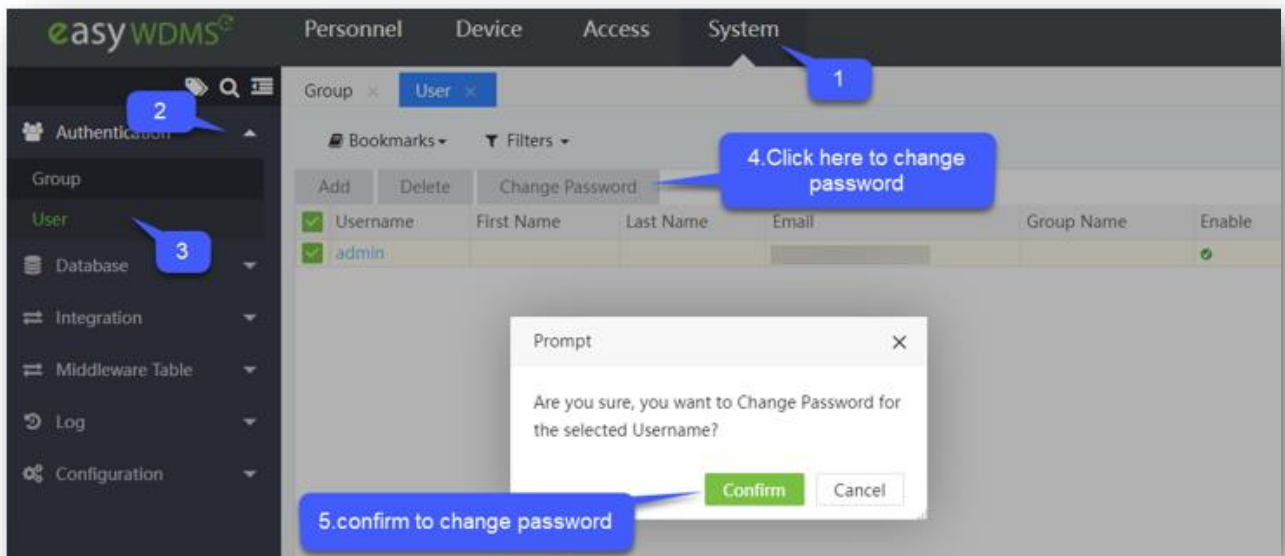 easy WDMS
Personnel Device Access System
1
Group User
2
Authentication
Bookmarks Filters
4.Click here to change
password
Group
Add Delete Change Password
User
Username First Name Last Name Email Group Name Enable
3
admin
Database
Integration
Prompt
Middleware Table
Are you sure, you want to Change Password for
the selected Username?
Log
Configuration
Confirm Cancel
5.confirm to change password